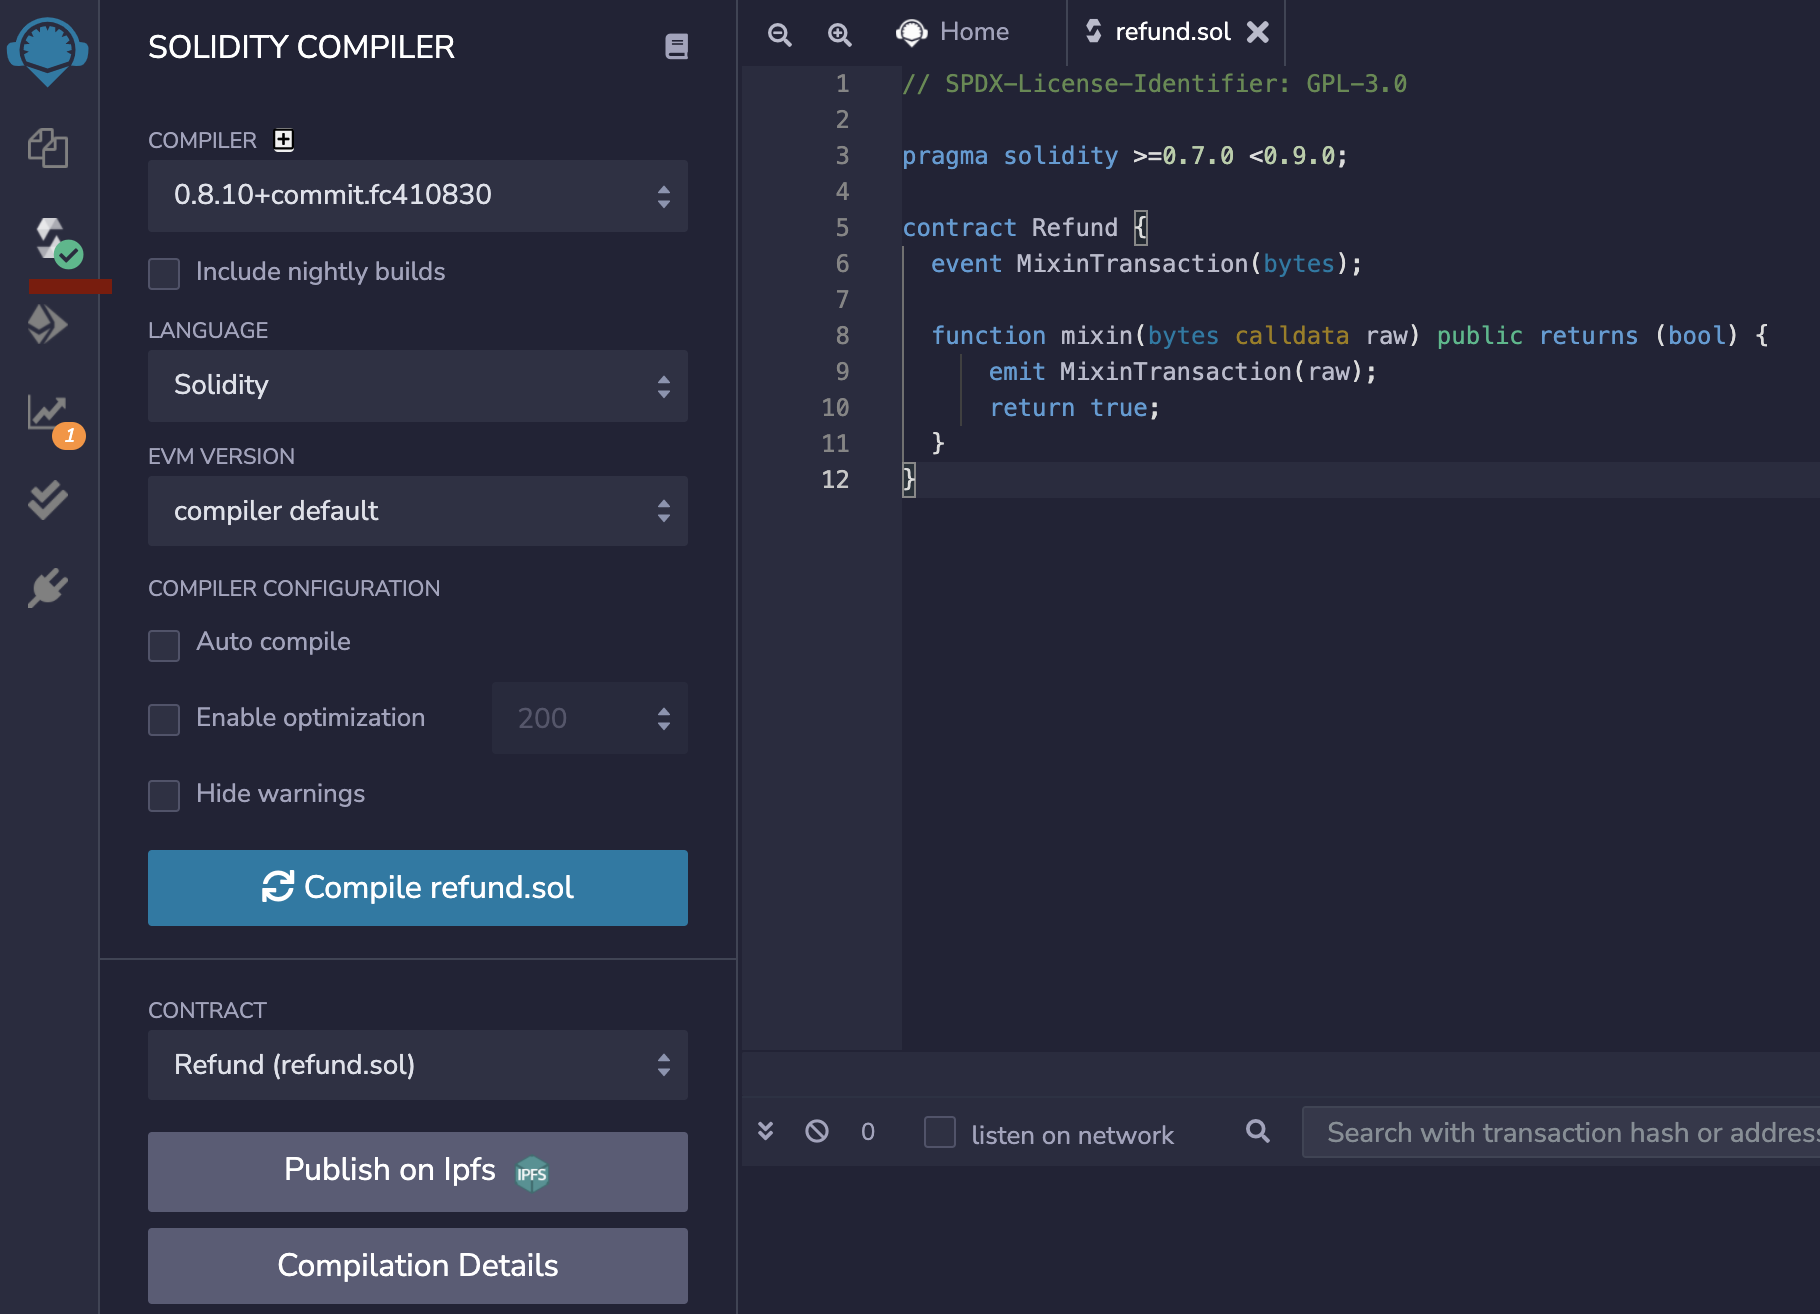 SOLIDITY COMPILER
COMPILER
0.8.10+commit.fc410830
Include nightly builds
LANGUAGE
Solidity
EVM VERSION
compiler default
COMPILER CONFIGURATION
Auto compile
Enable optimization 200
Hide warnings
Compile refund.sol
CONTRACT
Refund (refund.sol)
Publish on Ipfs IPFS
Compilation Details
1
Home refund.sol
1 // SPDX-License-Identifier: GPL-3.0
2
3 pragma solidity >=0.7.0 <0.9.0;
4
5 contract Refund {
6 event MixinTransaction(bytes);
7
8 function mixin(bytes calldata raw) public returns (bool) {
9 emit MixinTransaction(raw);
10 return true;
11 }
12 }
0 listen on network Search with transaction hash or address